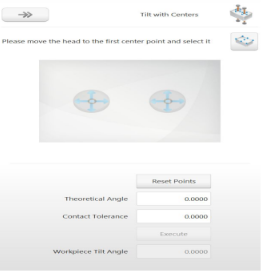 Tilt with Centers
Please move the head to the first center point and select it
Reset Points
Theoretical Angle 0.0000
Contact Tolerance 0.0000
Execute
Workpiece Tilt Angle 0.0000